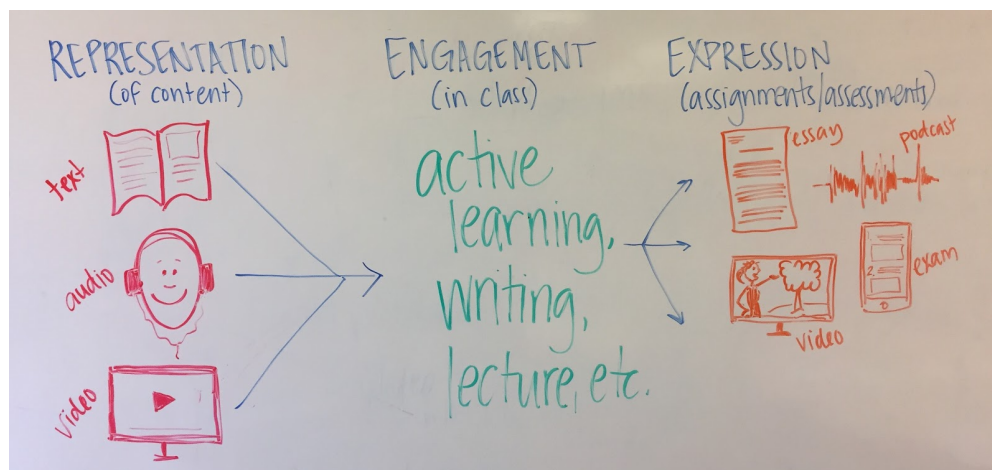 REPRESENTATION
(of content)
text
audio
video
ENGAGEMENT
(in class)
active
learning,
writing,
lecture, etc.
EXPRESSION
(assignments/assessments)
essay
podcast
2.
exam
video